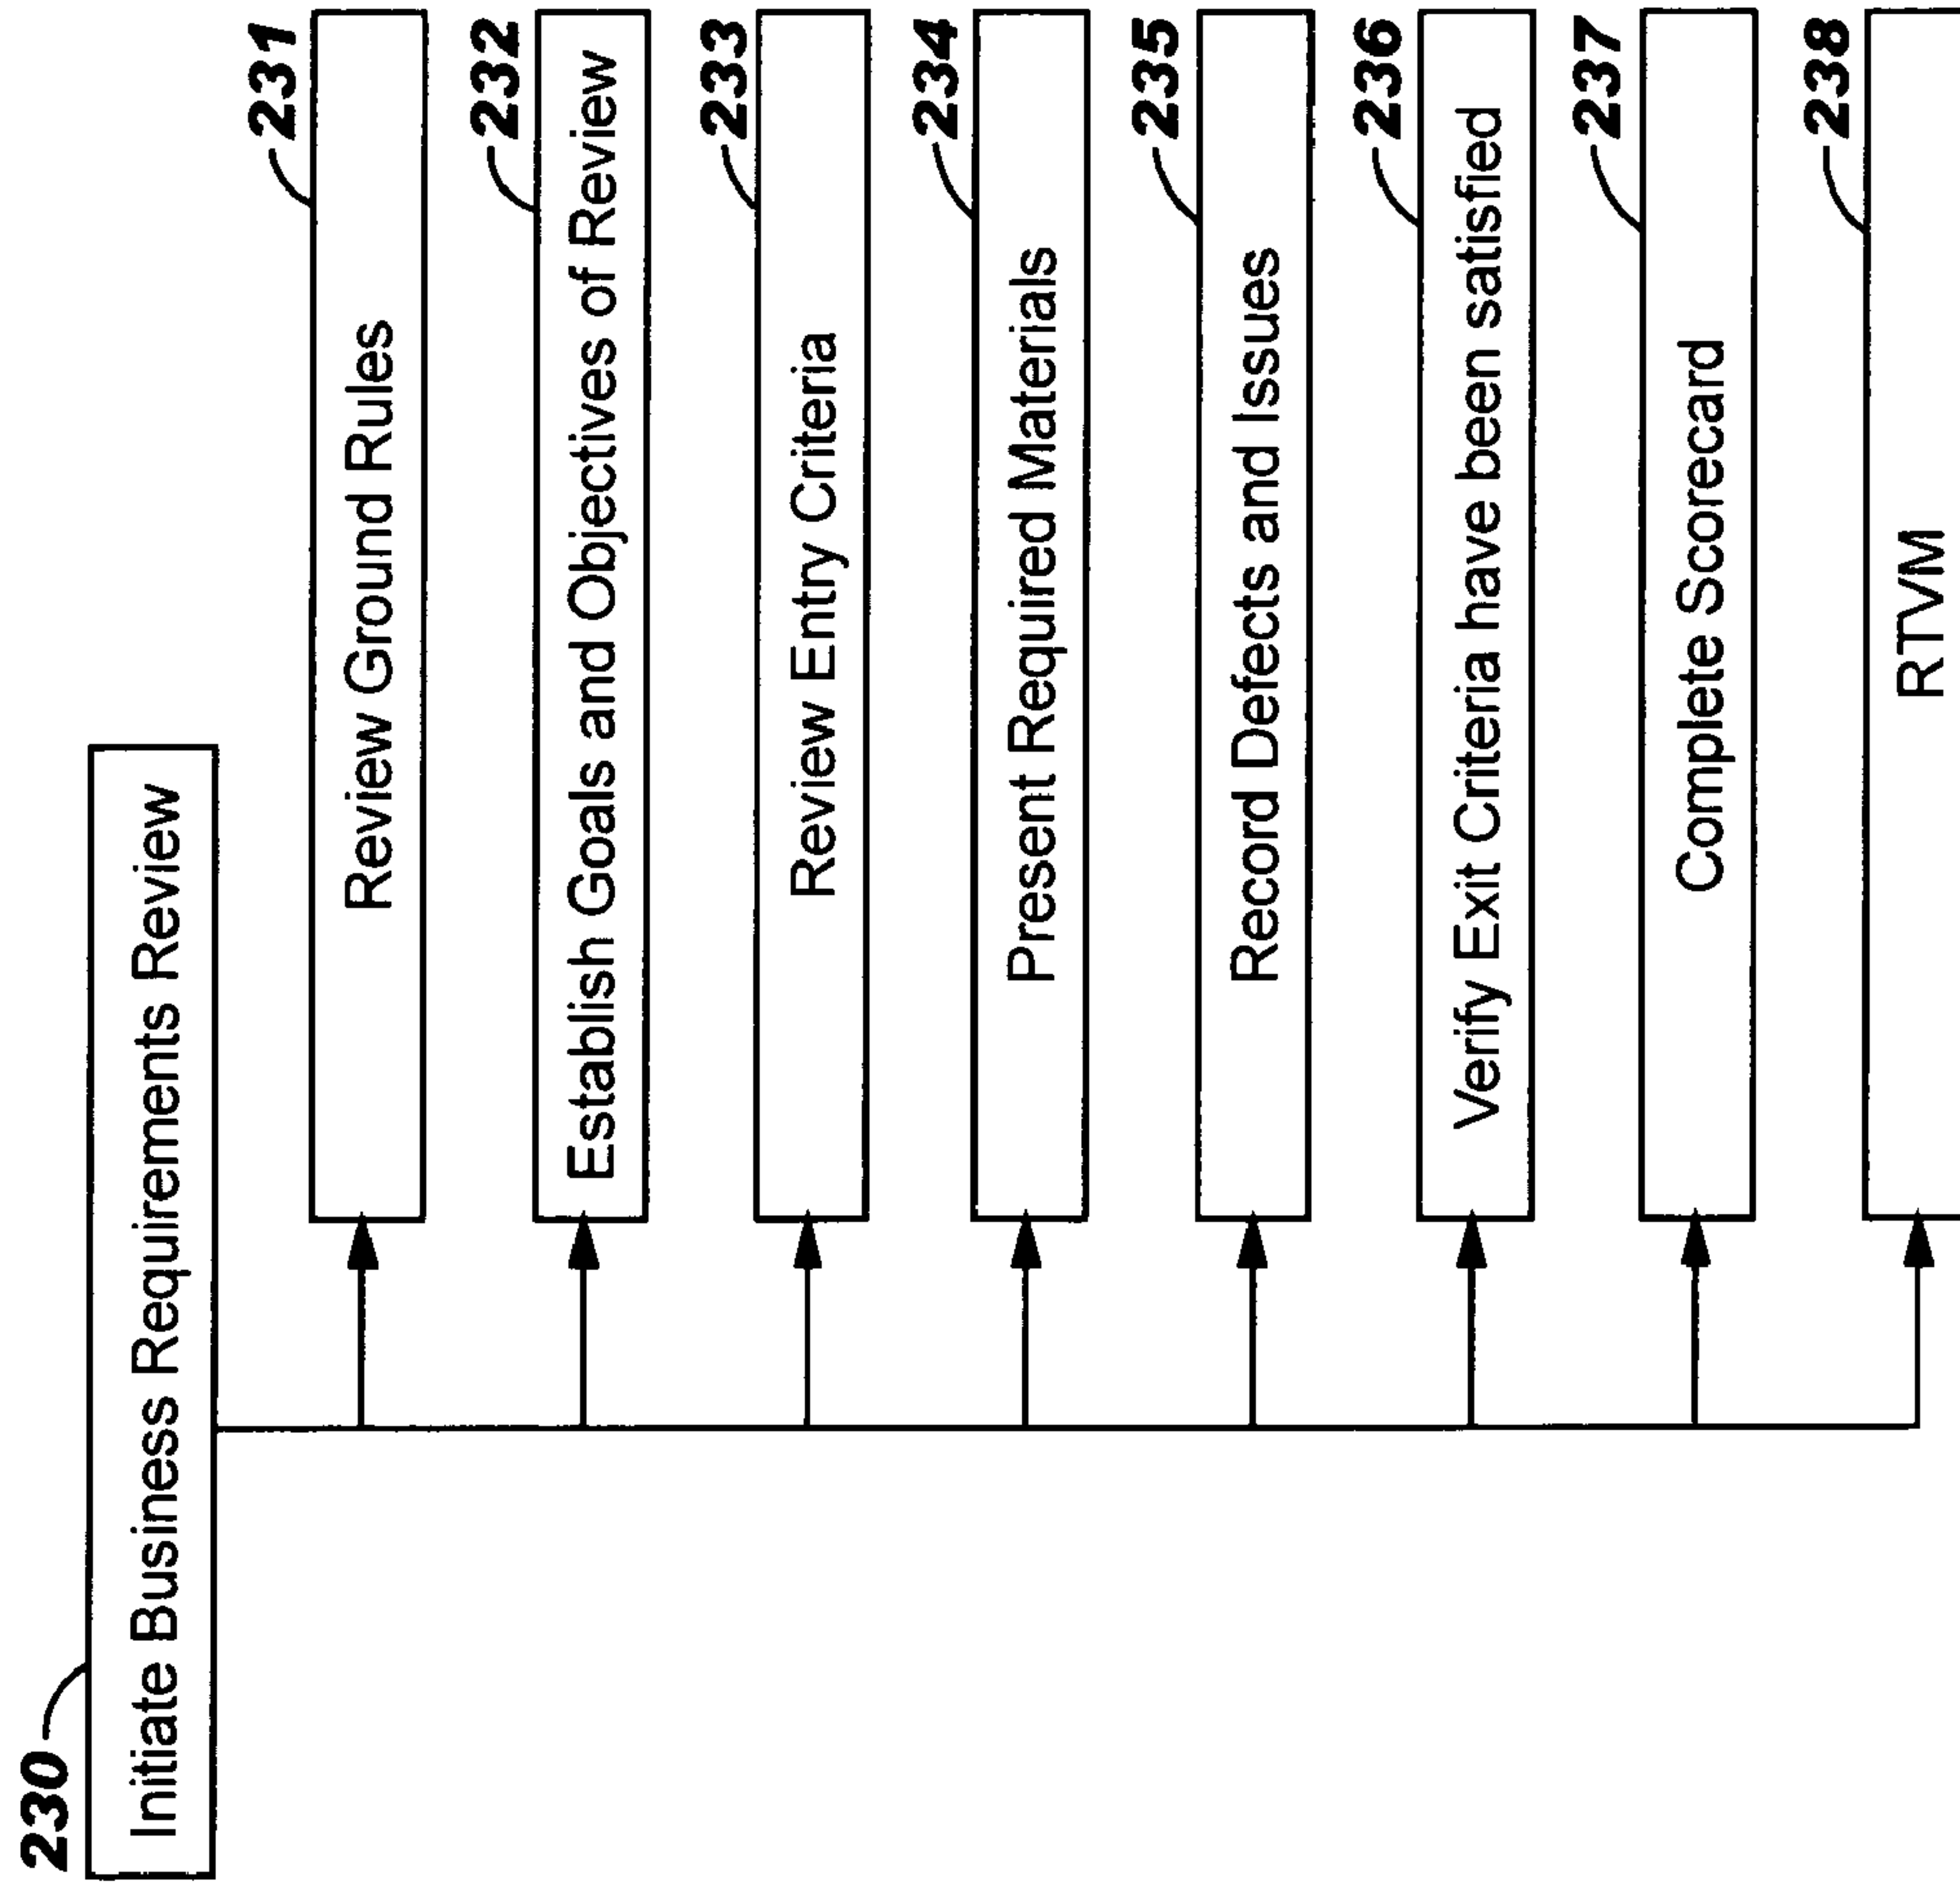 230
Initiate Business Requirements Review
231
Review Ground Rules
232
Establish Goals and Objectives of Review
233
Review Entry Criteria
234
Present Required Materials
235
Record Defects and Issues
236
Verify Exit Criteria have been satisfied
237
Complete Scorecard
238
RTVM